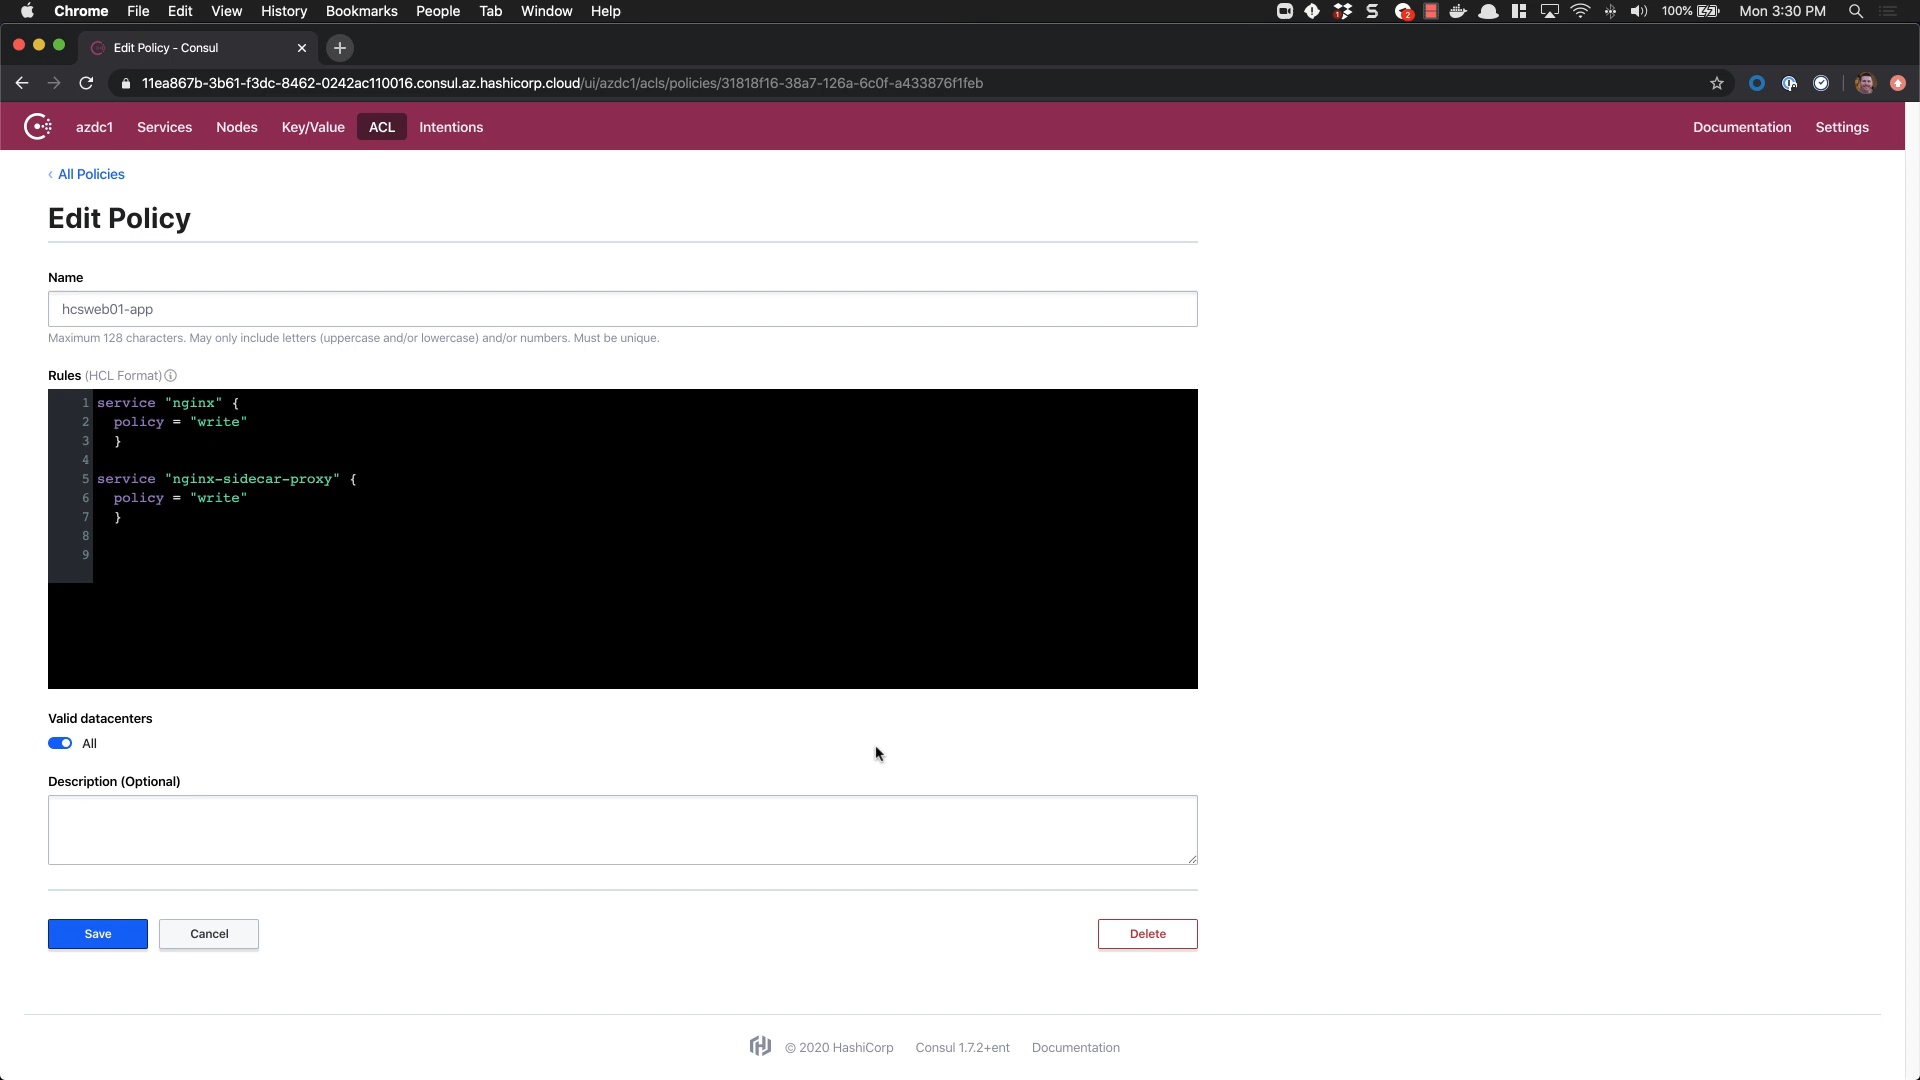 Chrome File Edit View History Bookmarks People Tab Window Help 1 S 2 100% Mon 3:30 PM
Edit Policy - Consul
11ea867b-3b61-f3dc-8462-0242ac110016.consul.az.hashicorp.cloud/ui/azdc1/acls/policies/31818f16-38a7-126a-6c0f-a433876f1feb
azdc1 Services Nodes Key/Value ACL Intentions Documentation Settings
‹ All Policies
Edit Policy
Name
hcsweb01-app
Maximum 128 characters. May only include letters (uppercase and/or lowercase) and/or numbers. Must be unique.
Rules (HCL Format)
1 service "nginx" {
2 policy = "write"
3 }
4
5 service "nginx-sidecar-proxy" {
6 policy = "write"
7 }
8
9
Valid datacenters
All
Description (Optional)
Save Cancel Delete
© 2020 HashiCorp Consul 1.7.2+ent Documentation